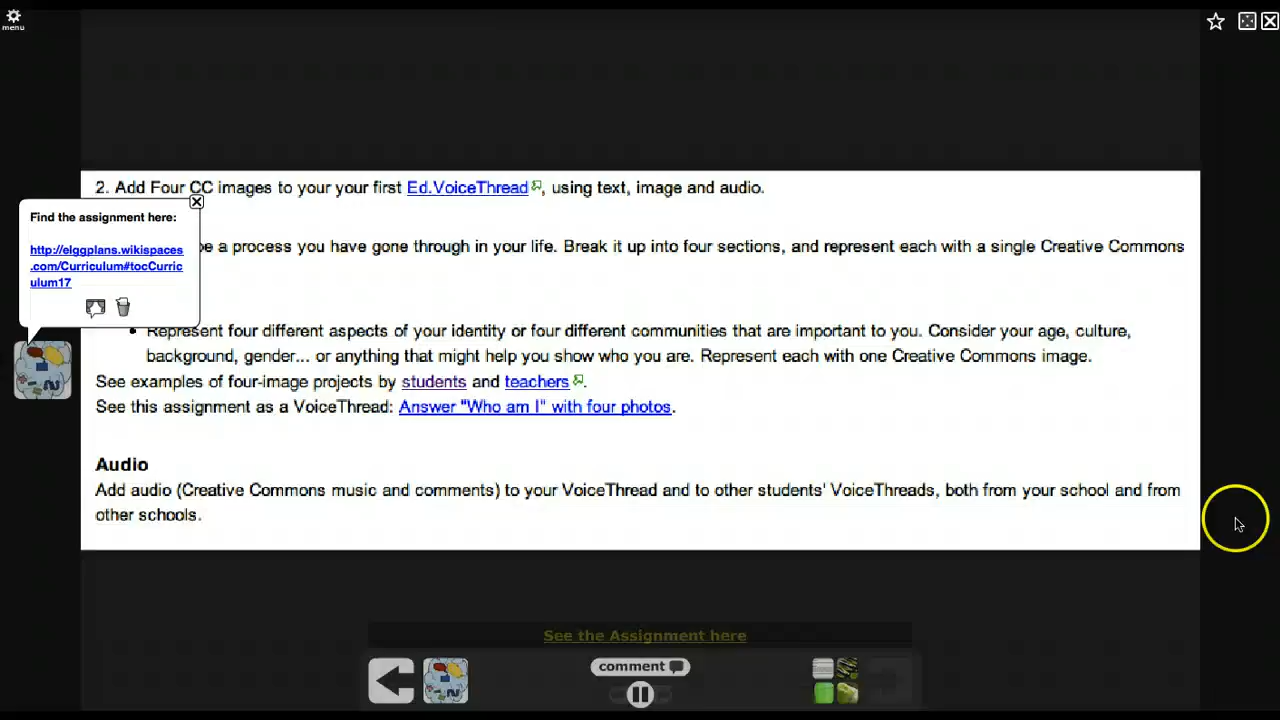 menu
2. Add Four CC images to your your first Ed.VoiceThread, using text, image and audio.
Find the assignment here:
be a process you have gone through in your life. Break it up into four sections, and represent each with a single Creative Commons
http://elggplans.wikispaces
.com/Curriculum#tocCurric
ulum17
Represent four different aspects of your identity or four different communities that are important to you. Consider your age, culture,
background, gender... or anything that might help you show who you are. Represent each with one Creative Commons image.
See examples of four-image projects by students and teachers.
See this assignment as a VoiceThread: Answer "Who am I" with four photos.
Audio
Add audio (Creative Commons music and comments) to your VoiceThread and to other students' VoiceThreads, both from your school and from
other schools.
See the Assignment here
comment